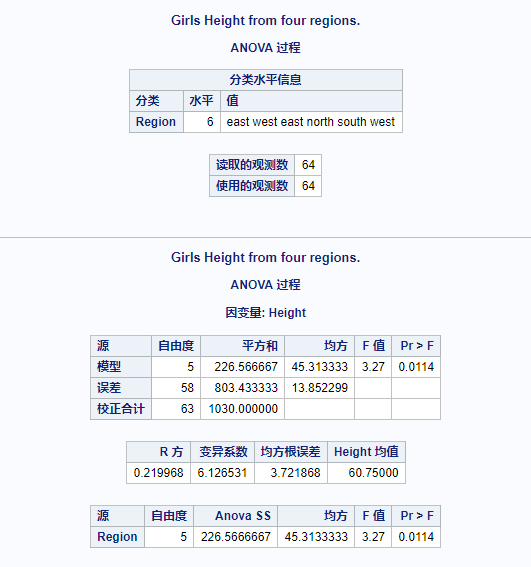 Girls Height from four regions.
ANOVA 过程
分类水平信息
分类 水平 值
Region 6 east west east north south west
读取的观测数 64
使用的观测数 64
Girls Height from four regions.
ANOVA 过程
因变量: Height
源 自由度 平方和 均方 F 值 Pr > F
模型 5 226.566667 45.313333 3.27 0.0114
误差 58 803.433333 13.852299
校正合计 63 1030.000000
R 方 变异系数 均方根误差 Height 均值
0.219968 6.126531 3.721868 60.75000
源 自由度 Anova SS 均方 F 值 Pr > F
Region 5 226.5666667 45.3133333 3.27 0.0114